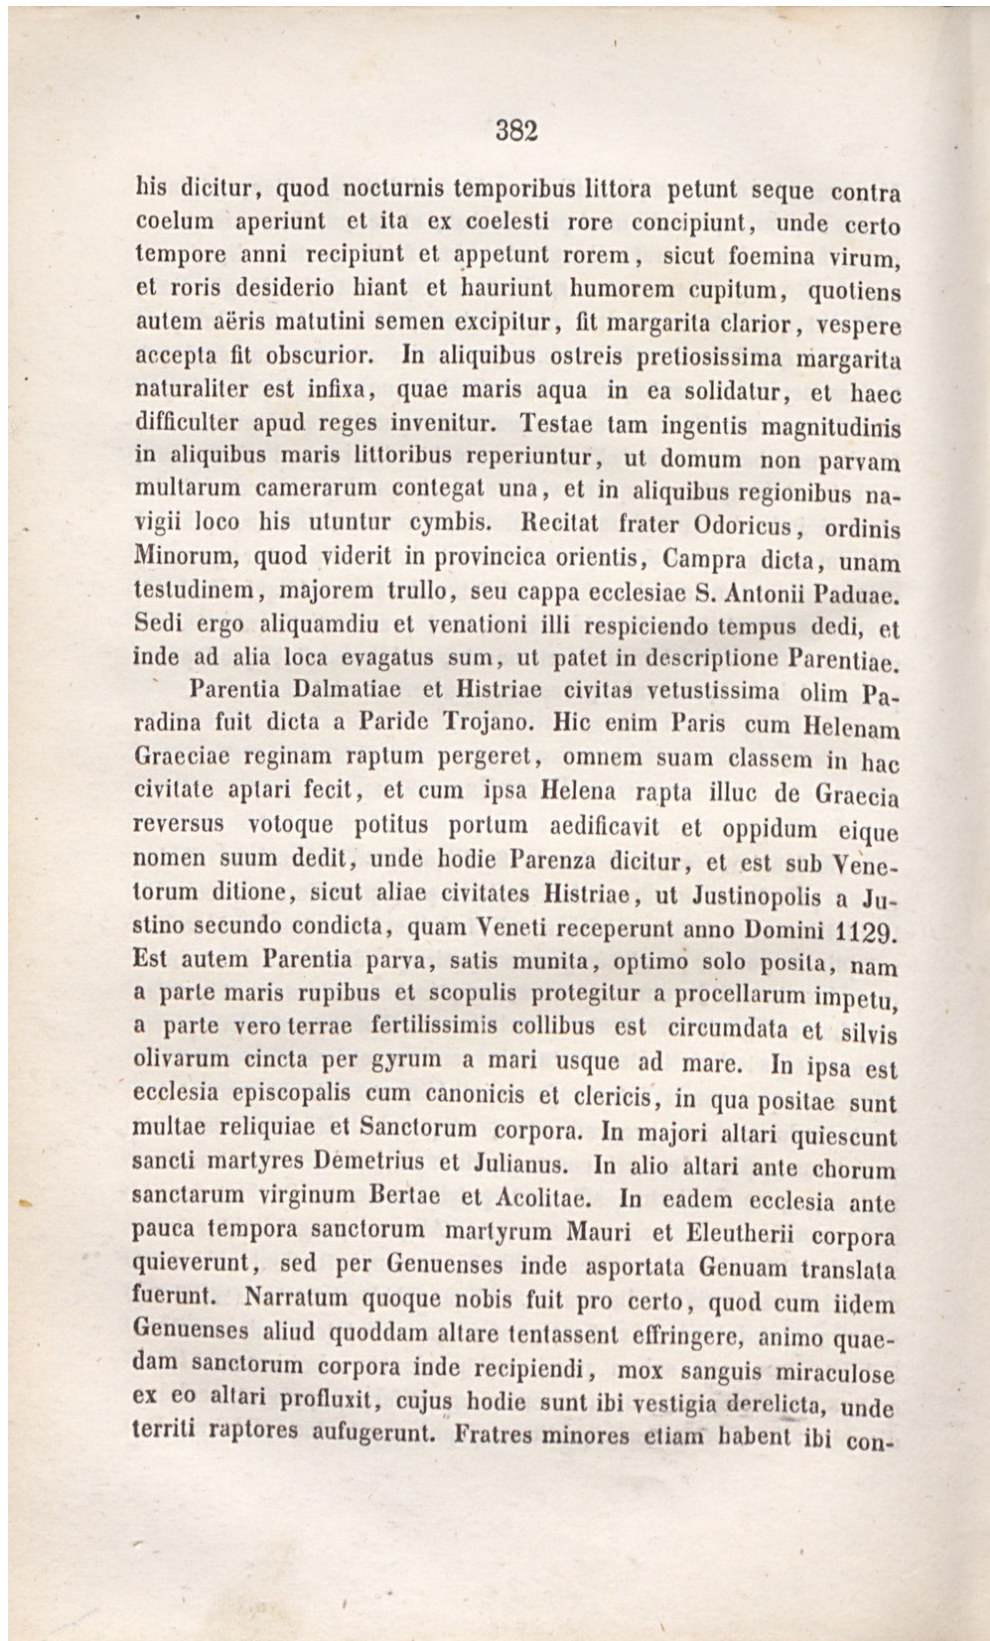 382
his dicitur, quod nocturnis temporibus littora petunt seque contra
coelum aperiunt et ita ex coelesti rore concipiunt, unde certo
tempore anni recipiunt et appetunt rorem, sicut foemina virum,
et roris desiderio hiant et hauriunt humorem cupitum, quotiens
autem aëris matutini semen excipitur, fit margarita clarior, vespere
accepta fit obscurior. In aliquibus ostreis pretiosissima margarita
naturaliter est infixa, quae maris aqua in ea solidatur, et haec
difficulter apud reges invenitur. Testae tam ingentis magnitudinis
in aliquibus maris littoribus reperiuntur, ut domum non parvam
multarum camerarum contegat una, et in aliquibus regionibus na-
vigii loco his utuntur cymbis. Recitat frater Odoricus, ordinis
Minorum, quod viderit in provincica orientis, Campra dicta, unam
testudinem, majorem trullo, seu cappa ecclesiae S. Antonii Paduae.
Sedi ergo aliquamdiu et venationi illi respiciendo tempus dedi, et
inde ad alia loca evagatus sum, ut patet in descriptione Parentiae.
Parentia Dalmatiae et Histriae civitas vetustissima olim Pa-
radina fuit dicta a Paride Trojano. Hic enim Paris cum Helenam
Graeciae reginam raptum pergeret, omnem suam classem in hac
civitate aptari fecit, et cum ipsa Helena rapta illuc de Graecia
reversus votoque potitus portum aedificavit et oppidum eique
nomen suum dedit, unde hodie Parenza dicitur, et est sub Vene-
torum ditione, sicut aliae civitates Histriae, ut Justinopolis a Ju-
stino secundo condicta, quam Veneti receperunt anno Domini 1129.
Est autem Parentia parva, satis munita, optimo solo posita, nam
a parte maris rupibus et scopulis protegitur a procellarum impetu,
a parte vero terrae fertilissimis collibus est circumdata et silvis
olivarum cincta per gyrum a mari usque ad mare. In ipsa est
ecclesia episcopalis cum canonicis et clericis, in qua positae sunt
multae reliquiae et Sanctorum corpora. In majori altari quiescunt
sancti martyres Demetrius et Julianus. In alio altari ante chorum
sanctarum virginum Bertae et Acolitae. In eadem ecclesia ante
pauca tempora sanctorum martyrum Mauri et Eleutherii corpora
quieverunt, sed per Genuenses inde asportata Genuam translata
fuerunt. Narratum quoque nobis fuit pro certo, quod cum iidem
Genuenses aliud quoddam altare tentassent effringere, animo quae-
dam sanctorum corpora inde recipiendi, mox sanguis miraculose
ex eo altari profluxit, cujus hodie sunt ibi vestigia derelicta, unde
territi raptores aufugerunt. Fratres minores etiam habent ibi con-